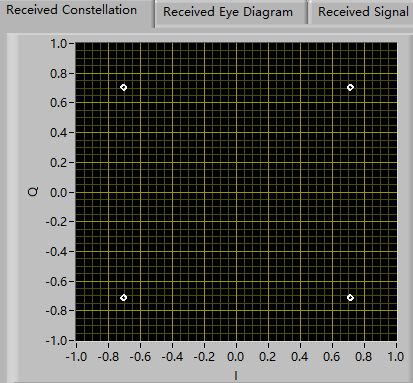 Received Constellation
Received Eye Diagram
Received Signal
1.0
0.8
0.6
0.4
0.2
0.0
-0.2
-0.4
-0.6
-0.8
-1.0
Q
-1.0 -0.8 -0.6 -0.4 -0.2 0.0 0.2 0.4 0.6 0.8 1.0
I